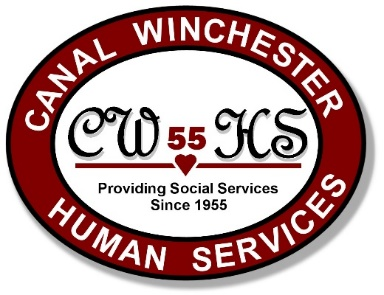 CANAL WINCHESTER
CW 55 HS
Providing Social Services
Since 1955
HUMAN SERVICES